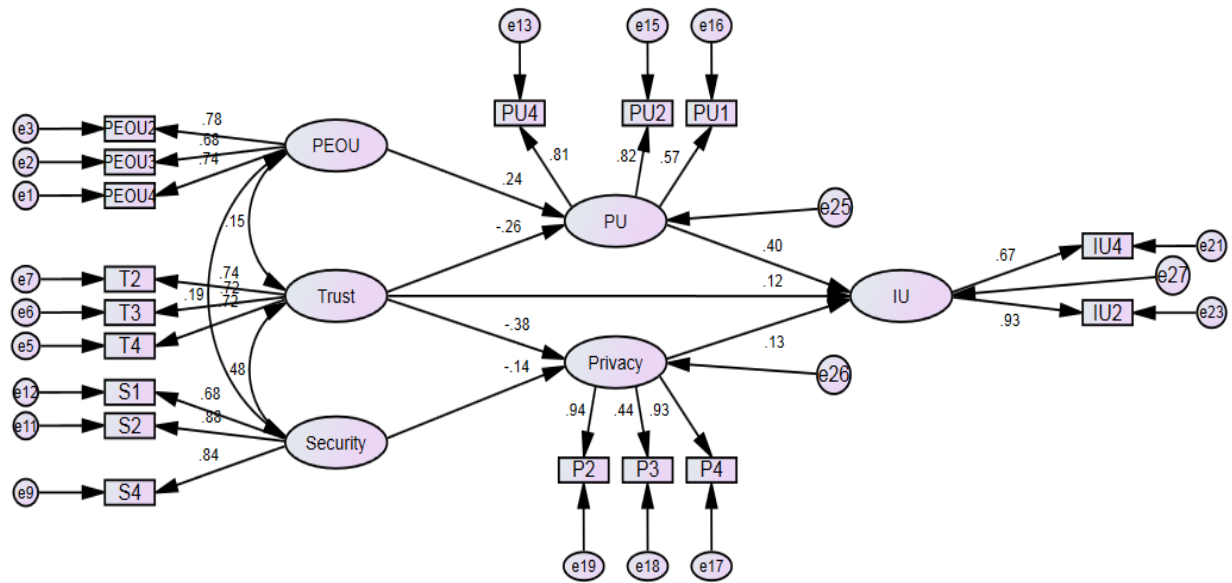 e13
e15
e16
PU4
PU2
PU1
.81
.82
.57
e3
PEOU2
.78
e2
PEOU3
.68
e1
PEOU4
.74
PEOU
.24
PU
e25
.15
-.26
.40
e7
T2
.74
e6
T3
.72
e5
T4
.72
.19
Trust
.12
IU
.67
IU4
e21
e27
.93
IU2
e23
-.38
.13
.48
-.14
Privacy
e26
e12
S1
.68
e11
S2
.88
Security
.84
e9
S4
.94
.44
.93
P2
P3
P4
e19
e18
e17